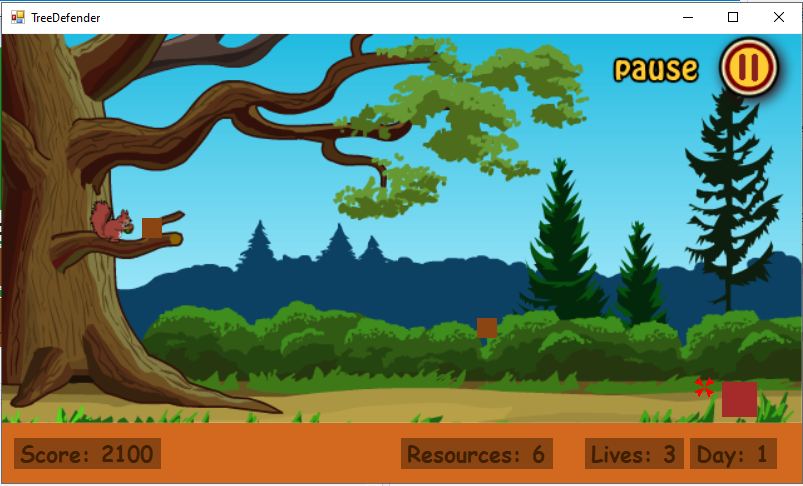 TreeDefender
pause
Score: 2100
Resources: 6
Lives: 3
Day: 1